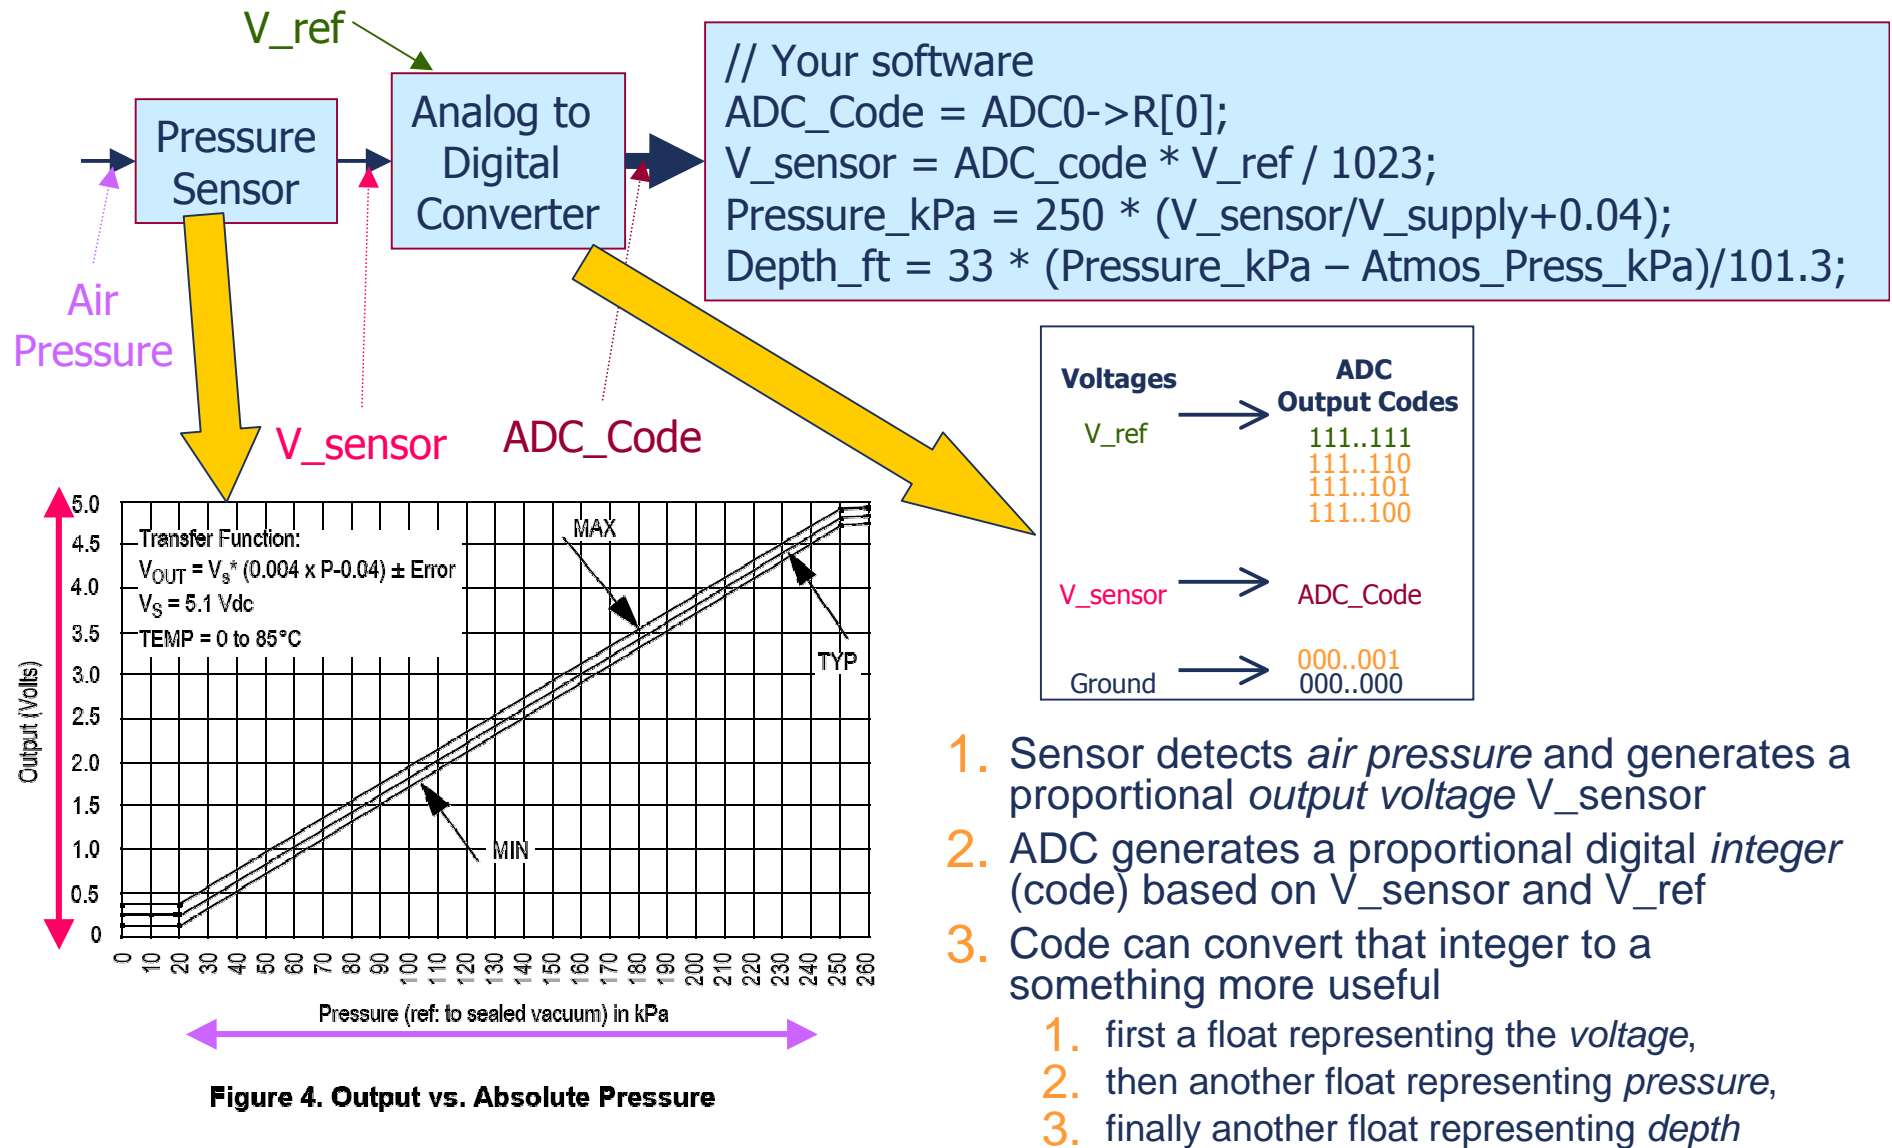 V_ref
Pressure
Sensor
Analog to
Digital
Converter
// Your software
ADC_Code = ADC0->R[0];
V_sensor = ADC_code * V_ref / 1023;
Pressure_kPa = 250 * (V_sensor/V_supply+0.04);
Depth_ft = 33 * (Pressure_kPa – Atmos_Press_kPa)/101.3;
Air
Pressure
V_sensor
ADC_Code
Voltages
ADC
Output Codes
V_ref
111..111
111..110
111..101
111..100
V_sensor
ADC_Code
Ground
000..001
000..000
Output (Volts)
5.0
4.5
4.0
3.5
3.0
2.5
2.0
1.5
1.0
0.5
0
Transfer Function:
VOUT = Vs* (0.004 x P-0.04) ± Error
VS = 5.1 Vdc
TEMP = 0 to 85°C
MAX
TYP
MIN
0 10 20 30 40 50 60 70 80 90 100 110 120 130 140 150 160 170 180 190 200 210 220 230 240 250 260
Pressure (ref: to sealed vacuum) in kPa
Figure 4. Output vs. Absolute Pressure
1. Sensor detects air pressure and generates a
proportional output voltage V_sensor
2. ADC generates a proportional digital integer
(code) based on V_sensor and V_ref
3. Code can convert that integer to a
something more useful
1. first a float representing the voltage,
2. then another float representing pressure,
3. finally another float representing depth